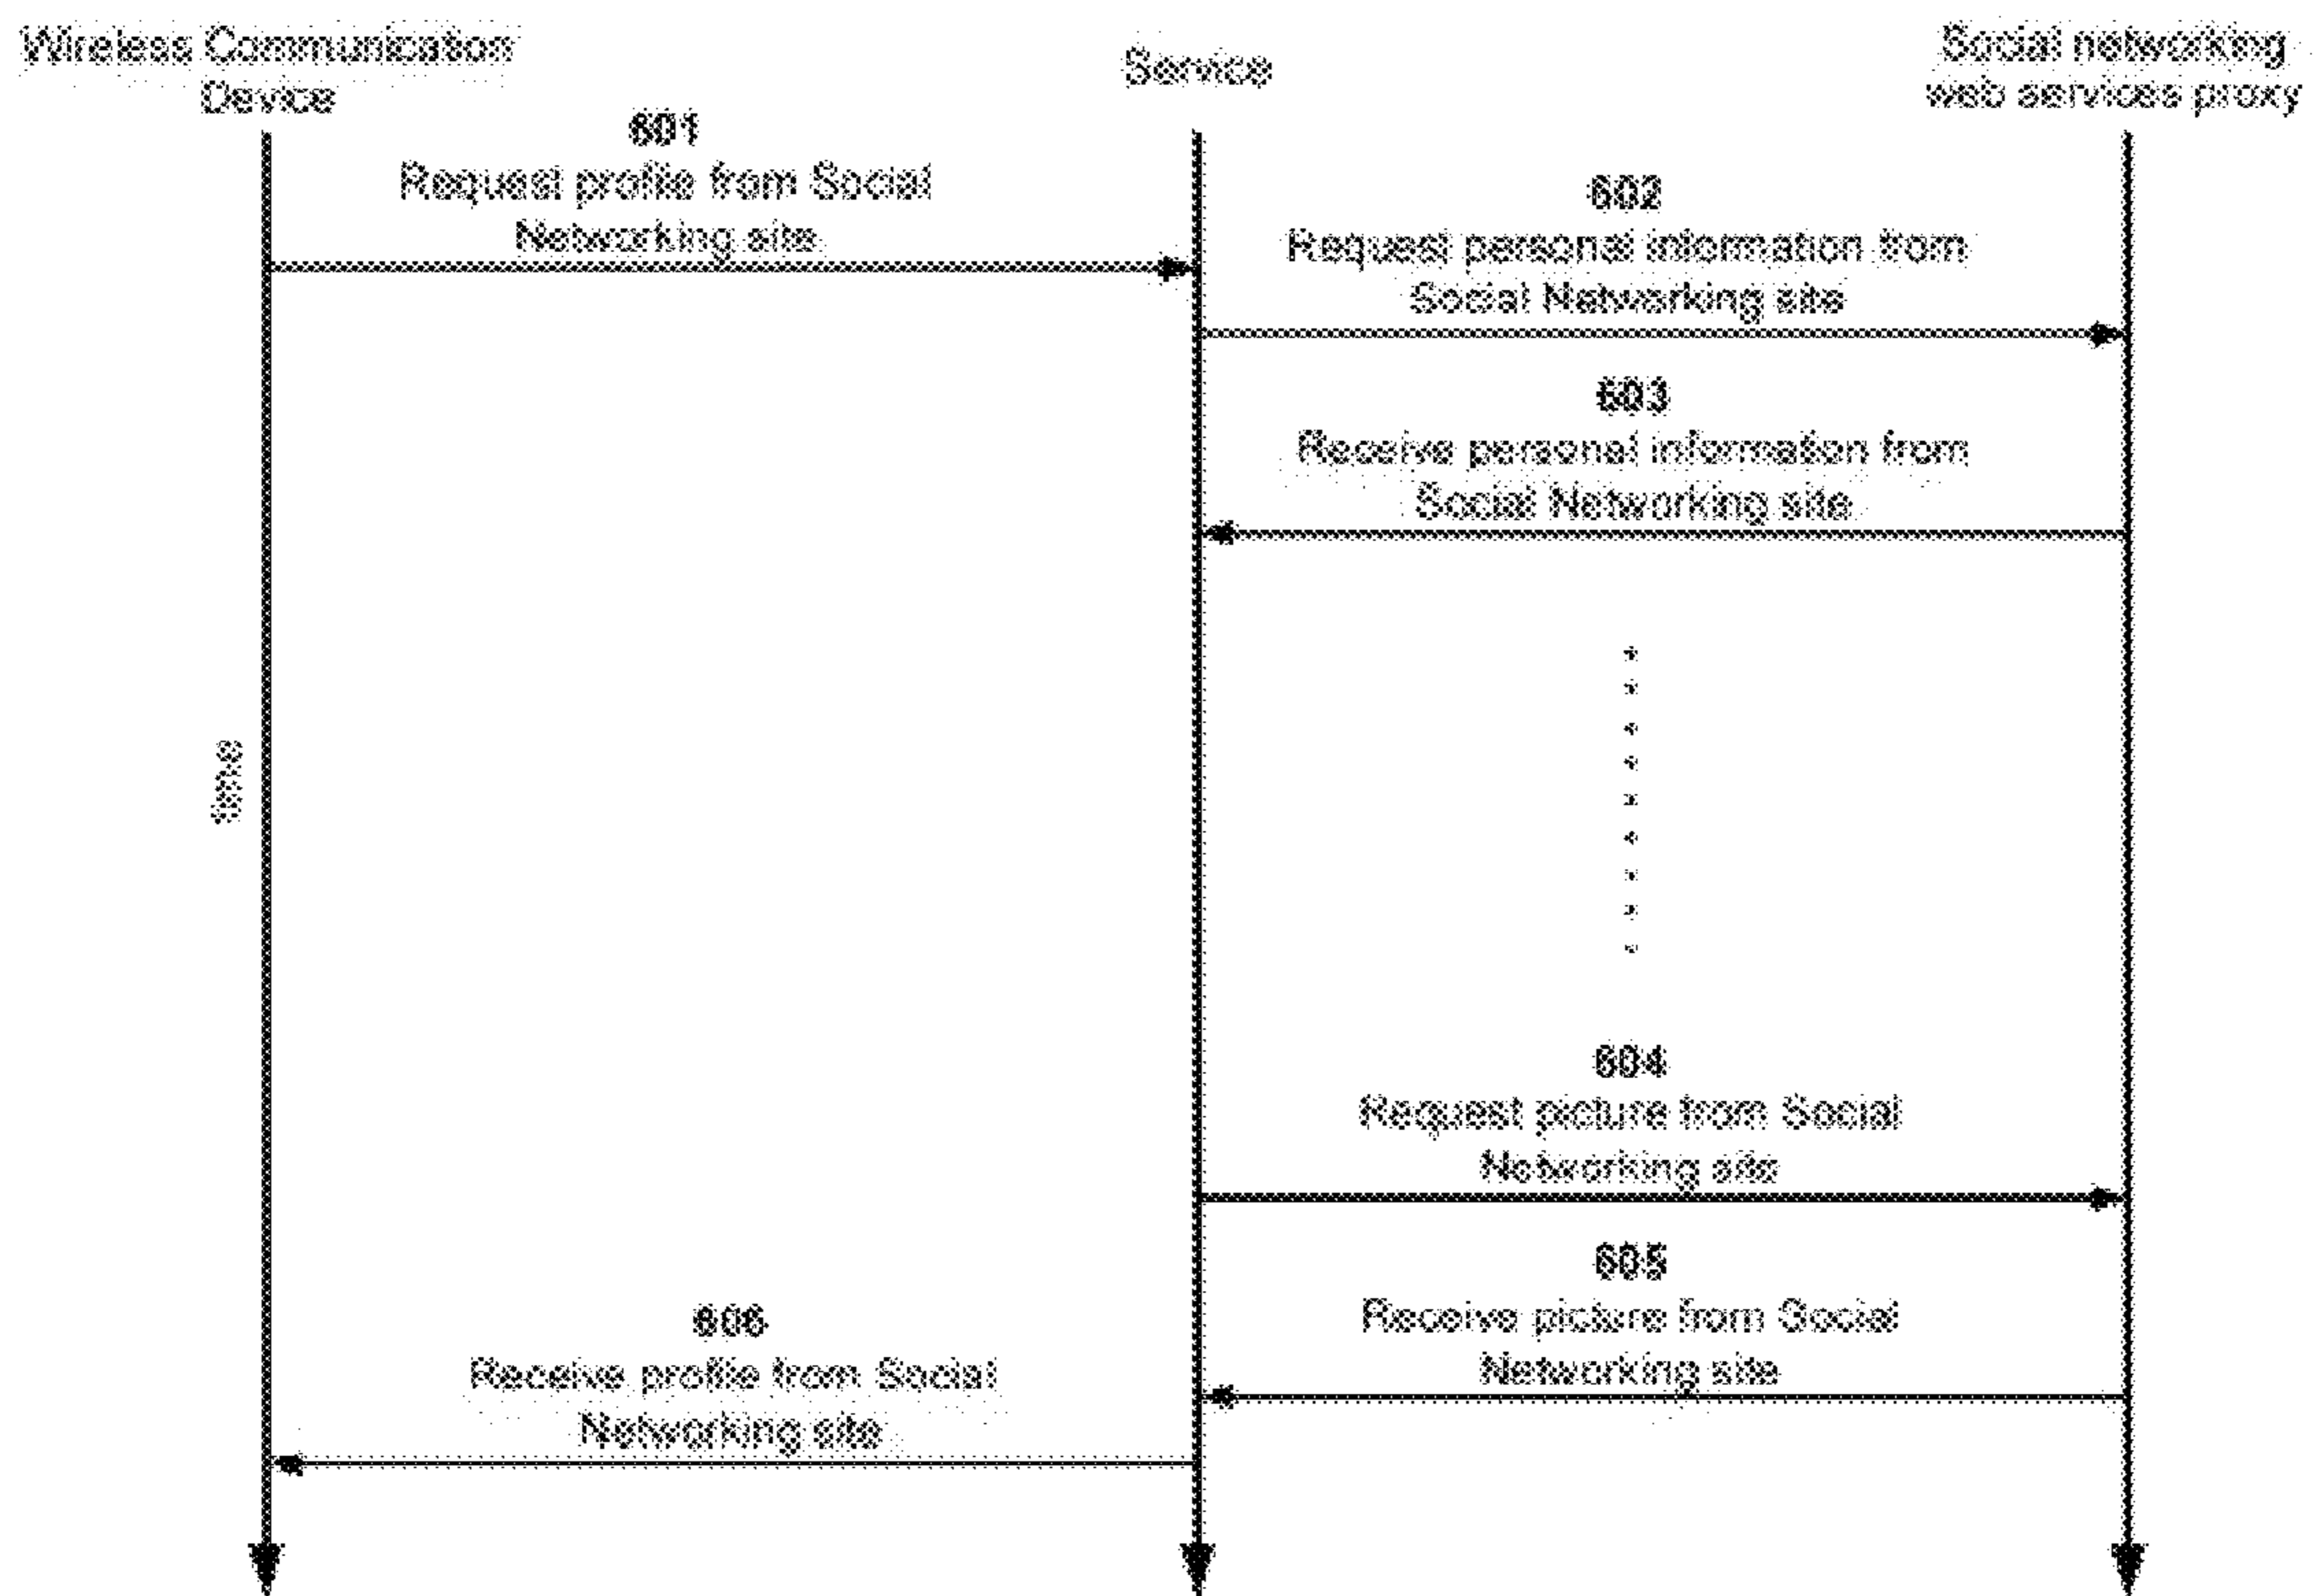 Wireless Communication
Device
Service
Social networking
web services proxy
601
Request profile from Social
Networking site
602
Request personal information from
Social Networking site
603
Receive personal information from
Social Networking site
time
604
Request picture from Social
Networking site
605
Receive picture from Social
Networking site
606
Receive profile from Social
Networking site